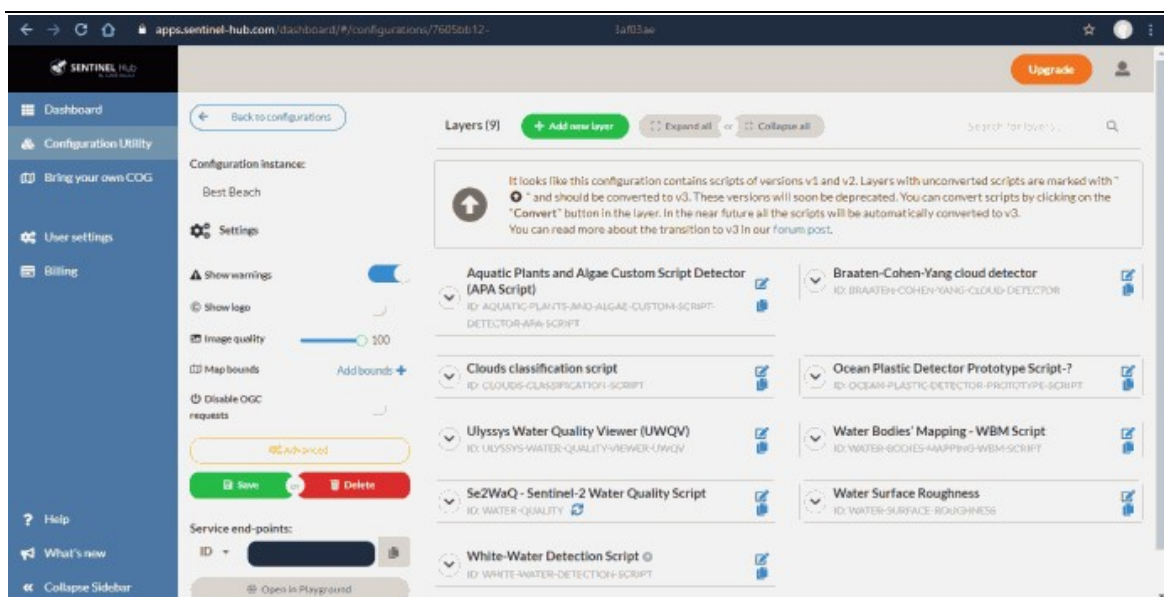 apps.sentinel-hub.com/dashboard/#/configurations/7605bb12-
3af03ae
SENTINEL Hub
Upgrade
Dashboard
Configuration Utility
Bring your own COG
User settings
Billing
Help
What's new
Collapse Sidebar
Back to configurations
Configuration instance:
Best Beach
Settings
Show warnings
Show logo
Image quality 100
Map bounds Add bounds
Disable OGC
requests
Advanced
Save or Delete
Service end-points:
ID
Open in Playground
Layers (9) + Add new layer Expand all or Collapse all Search for layers...
It looks like this configuration contains scripts of versions v1 and v2. Layers with unconverted scripts are marked with "
" and should be converted to v3. These versions will soon be deprecated. You can convert scripts by clicking on the
"Convert" button in the layer. In the near future all the scripts will be automatically converted to v3.
You can read more about the transition to v3 in our forum post.
Aquatic Plants and Algae Custom Script Detector
(APA Script)
ID: AQUATIC-PLANTS-AND-ALGAE-CUSTOM-SCRIPT-
DETECTOR-APA-SCRIPT
Braaten-Cohen-Yang cloud detector
ID: BRAATEN-COHEN-YANG-CLOUD-DETECTOR
Clouds classification script
ID: CLOUDS-CLASSIFICATION-SCRIPT
Ocean Plastic Detector Prototype Script-?
ID: OCEAN-PLASTIC-DETECTOR-PROTOTYPE-SCRIPT
Ulyssys Water Quality Viewer (UWQV)
ID: ULYSSYS-WATER-QUALITY-VIEWER-UWQV
Water Bodies' Mapping - WBM Script
ID: WATER-BODIES-MAPPING-WBM-SCRIPT
Se2WaQ - Sentinel-2 Water Quality Script
ID: WATER-QUALITY
Water Surface Roughness
ID: WATER-SURFACE-ROUGHNESS
White-Water Detection Script
ID: WHITE-WATER-DETECTION-SCRIPT